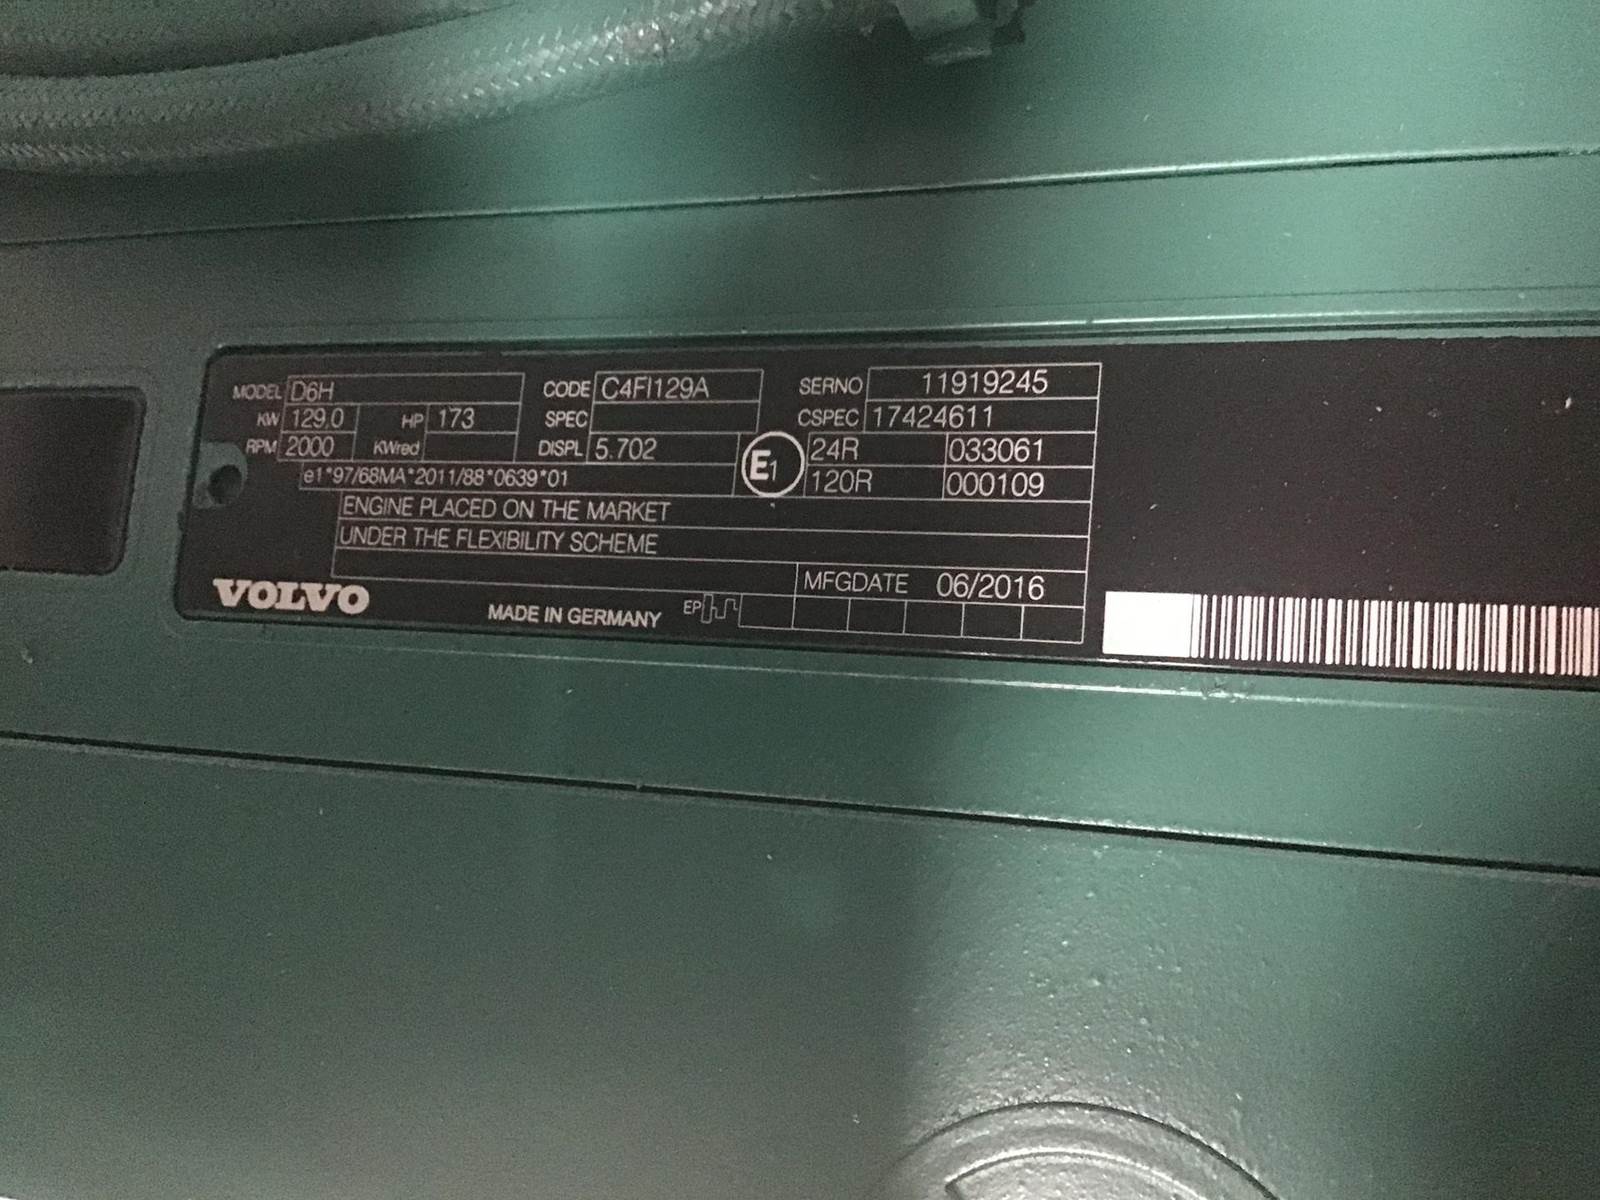 MODEL D6H CODE C4FI129A SERNO 11919245
KW 129,0 HP 173 SPEC CSPEC 17424611
RPM 2000 KWred DISPL 5.702 E1 24R 033061
e1*97/68MA*2011/88*0639*01 120R 000109
ENGINE PLACED ON THE MARKET
UNDER THE FLEXIBILITY SCHEME
MFGDATE 06/2016
VOLVO MADE IN GERMANY EP